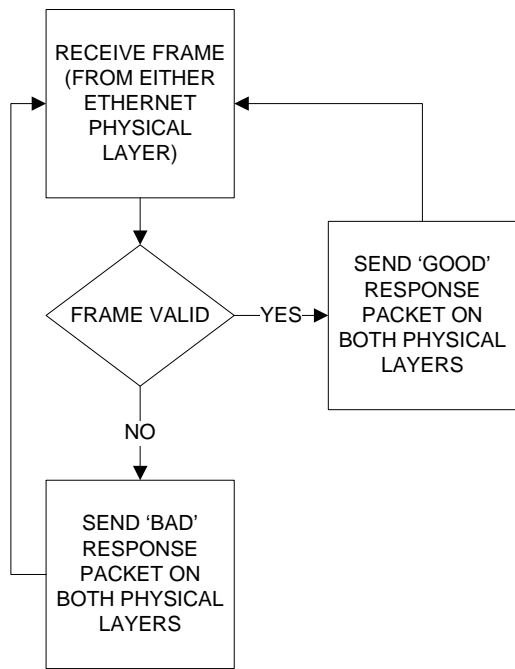 RECEIVE FRAME
(FROM EITHER
ETHERNET
PHYSICAL
LAYER)
FRAME VALID
YES
SEND ‘GOOD’
RESPONSE
PACKET ON
BOTH PHYSICAL
LAYERS
NO
SEND ‘BAD’
RESPONSE
PACKET ON
BOTH PHYSICAL
LAYERS